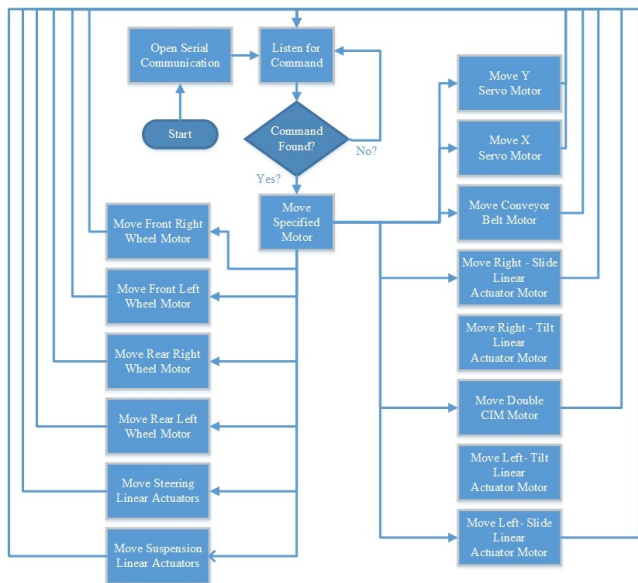 Open Serial
Communication
Listen for
Command
Start
Command
Found?
No?
Yes?
Move
Specified
Motor
Move Front Right
Wheel Motor
Move Front Left
Wheel Motor
Move Rear Right
Wheel Motor
Move Rear Left
Wheel Motor
Move Steering
Linear Actuators
Move Suspension
Linear Actuators
Move Y
Servo Motor
Move X
Servo Motor
Move Conveyor
Belt Motor
Move Right - Slide
Linear
Actuator Motor
Move Right - Tilt
Linear
Actuator Motor
Move Double
CIM Motor
Move Left- Tilt
Linear
Actuator Motor
Move Left- Slide
Linear
Actuator Motor